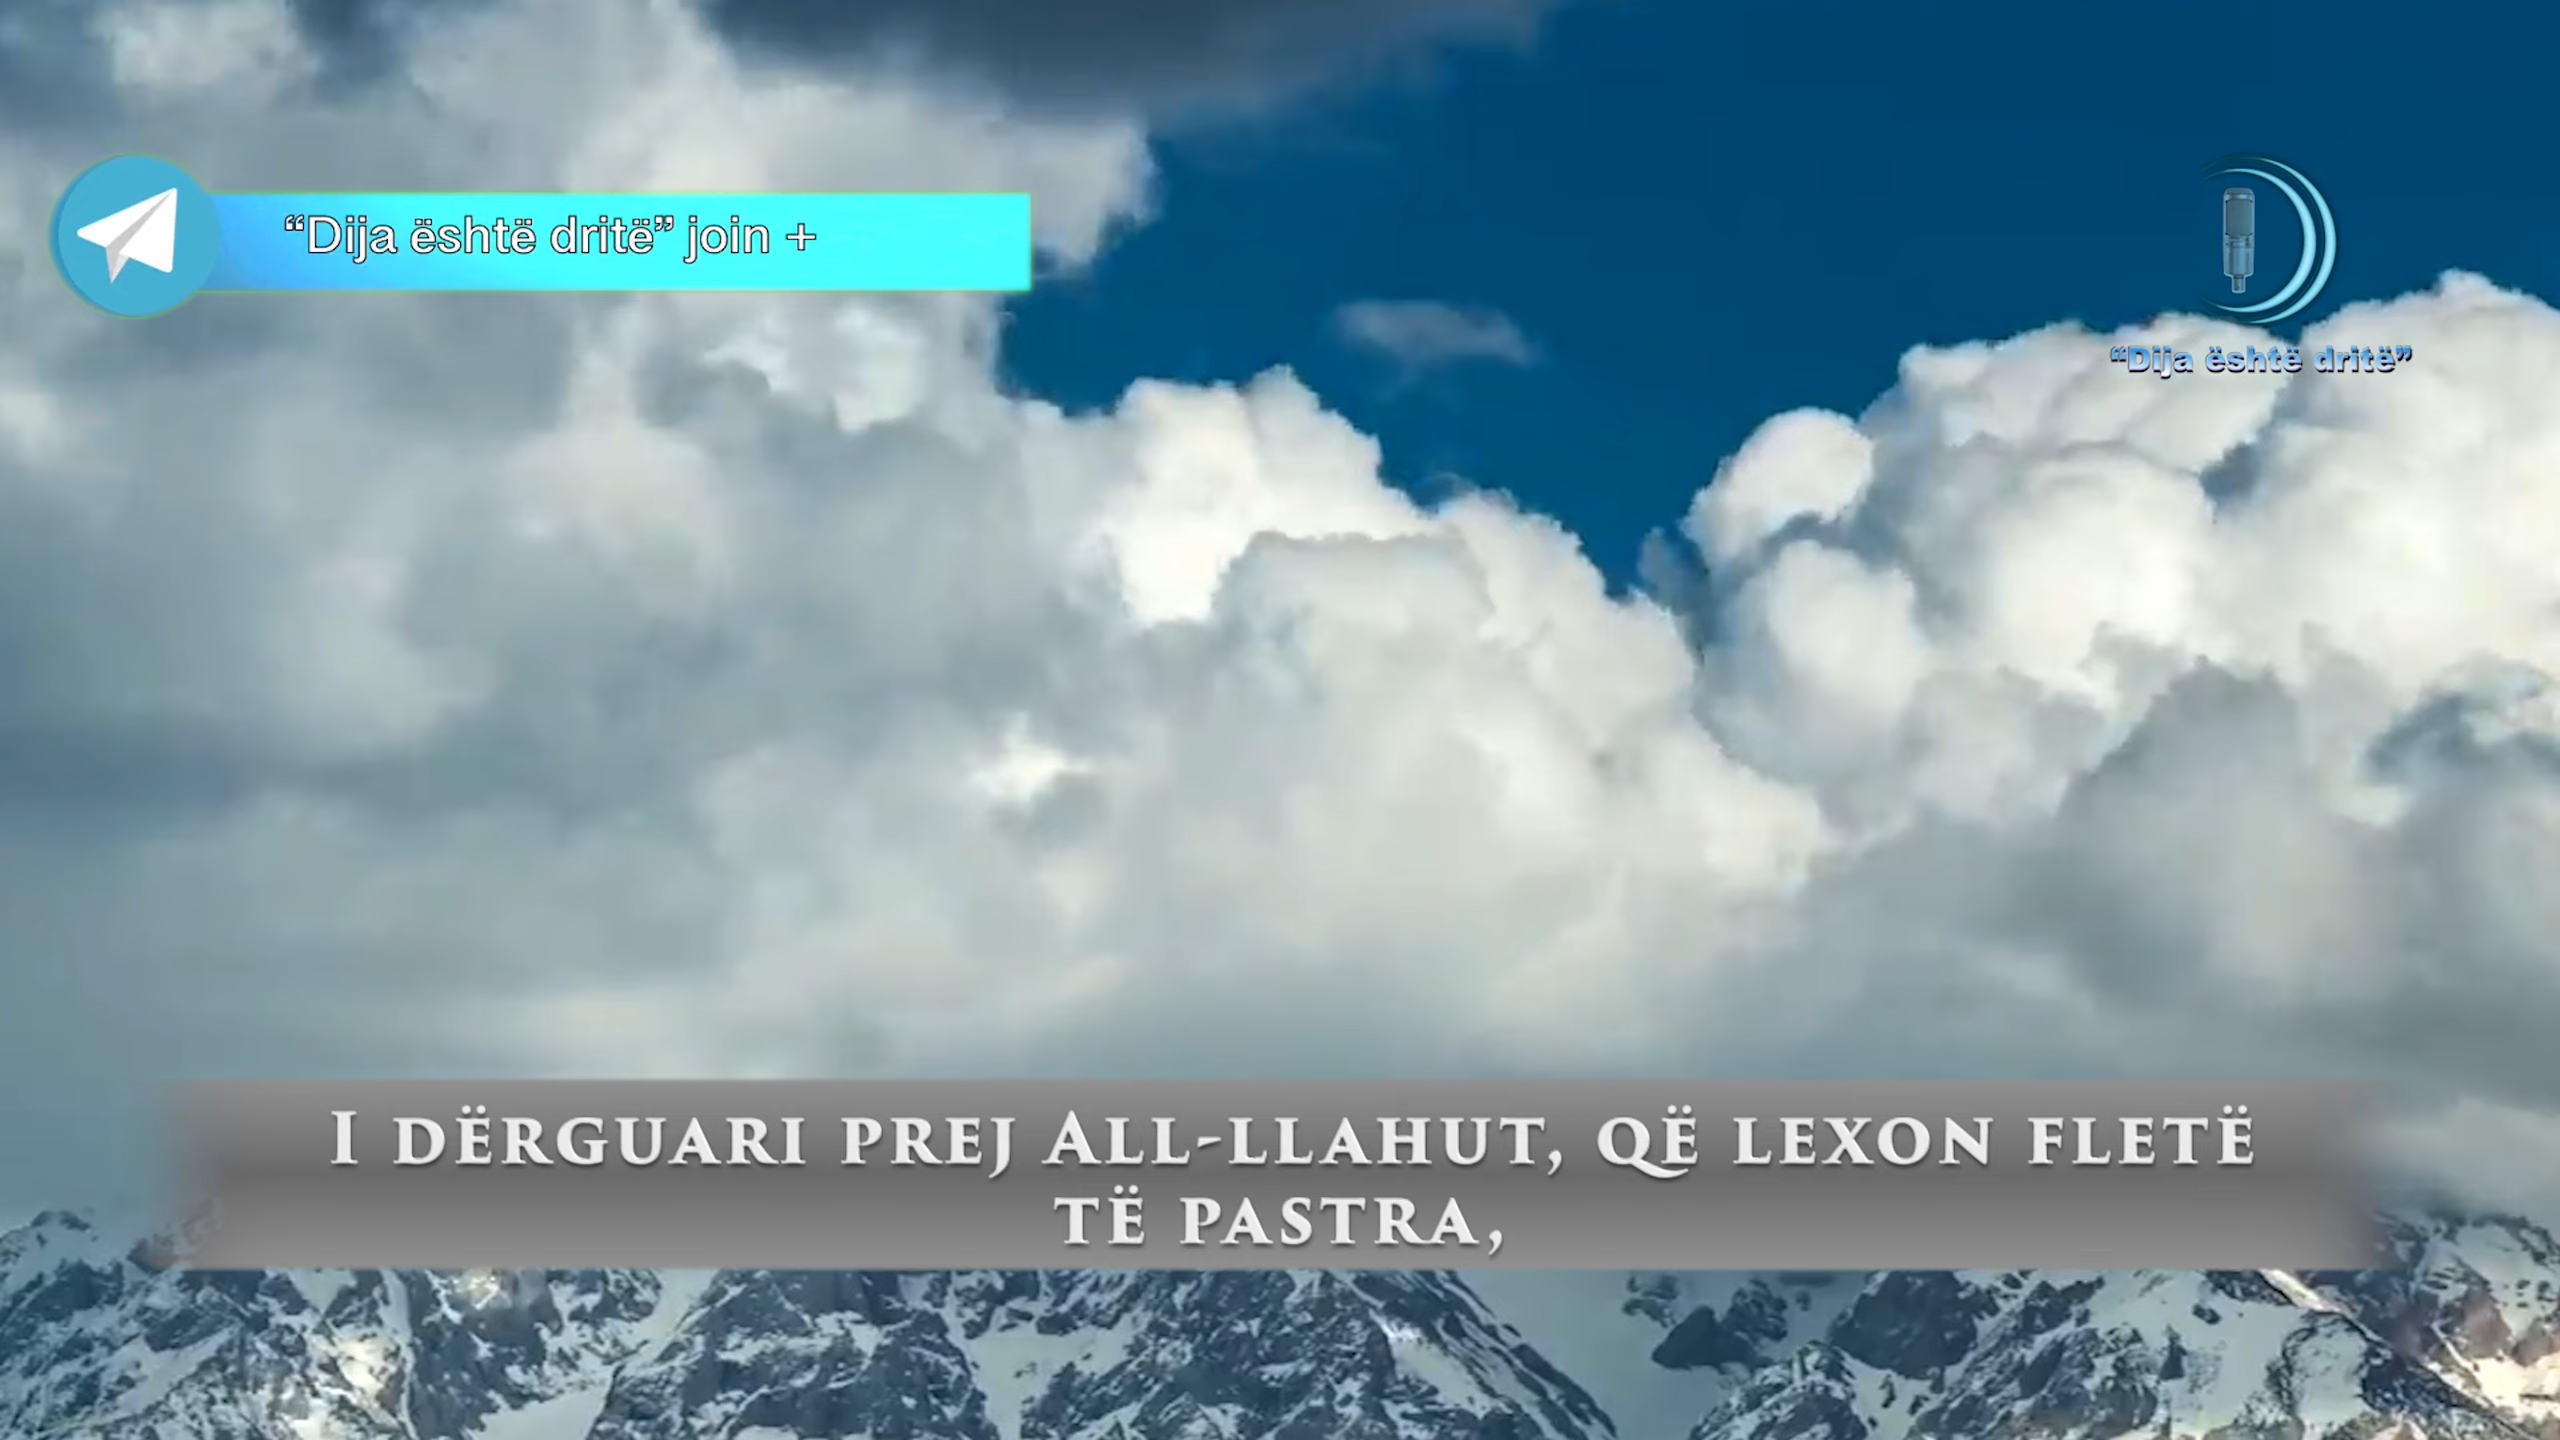 “Dija është dritë” join +
“Dija është dritë”
I DËRGUARI PREJ ALL-LLAHUT, QË LEXON FLETË
TË PASTRA,